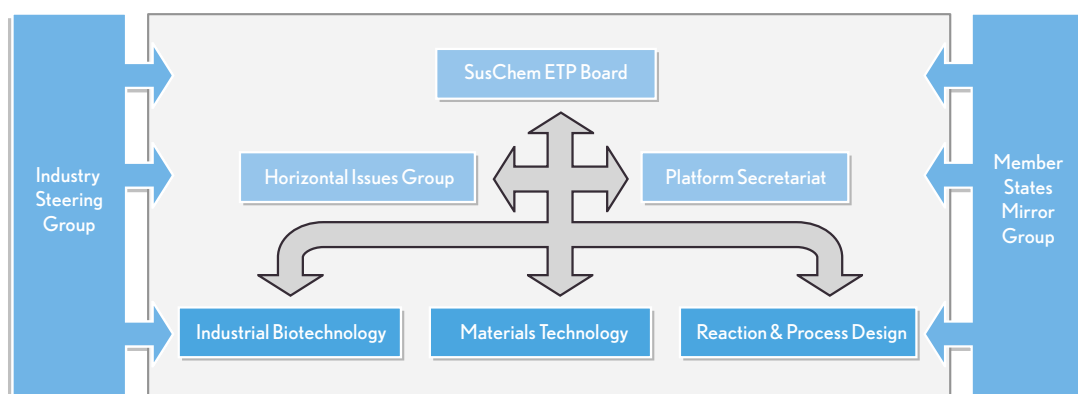 SusChem ETP Board
Industry
Steering
Group
Horizontal Issues Group
Platform Secretariat
Member
States
Mirror
Group
Industrial Biotechnology
Materials Technology
Reaction & Process Design